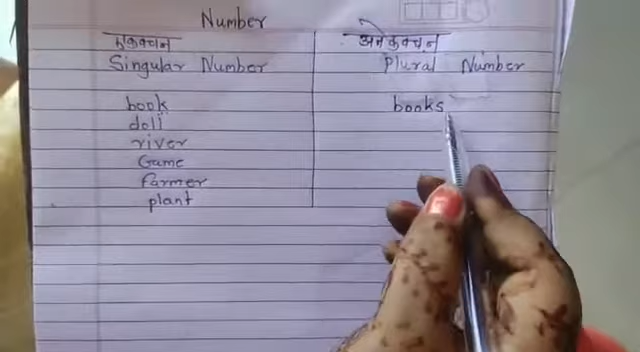 Number
एकवचन अनेकवचन
Singular Number Plural Number
book books
doll
river
Game
farmer
plant